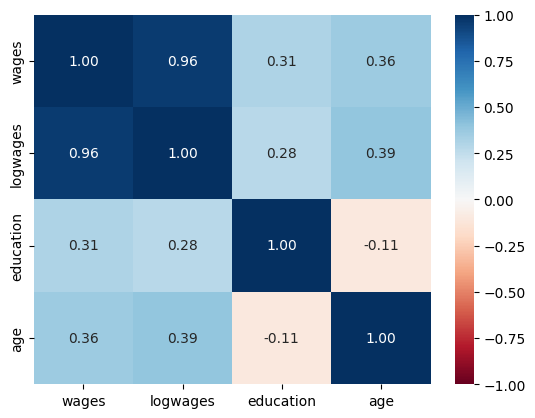 wages 1.00 0.96 0.31 0.36
logwages 0.96 1.00 0.28 0.39
education 0.31 0.28 1.00 -0.11
age 0.36 0.39 -0.11 1.00
wages logwages education age
1.00
0.75
0.50
0.25
0.00
−0.25
−0.50
−0.75
−1.00